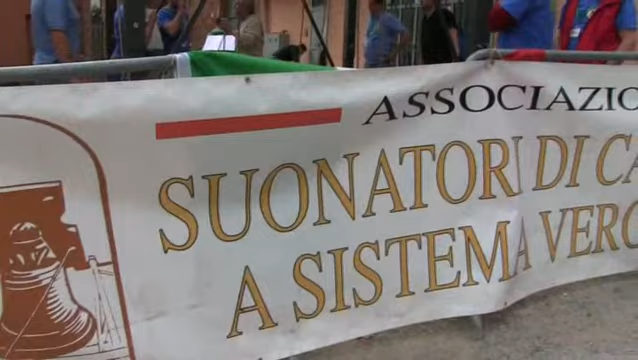 ASSOCIAZIO
SUONATORI DI CA
A SISTEMA VERO